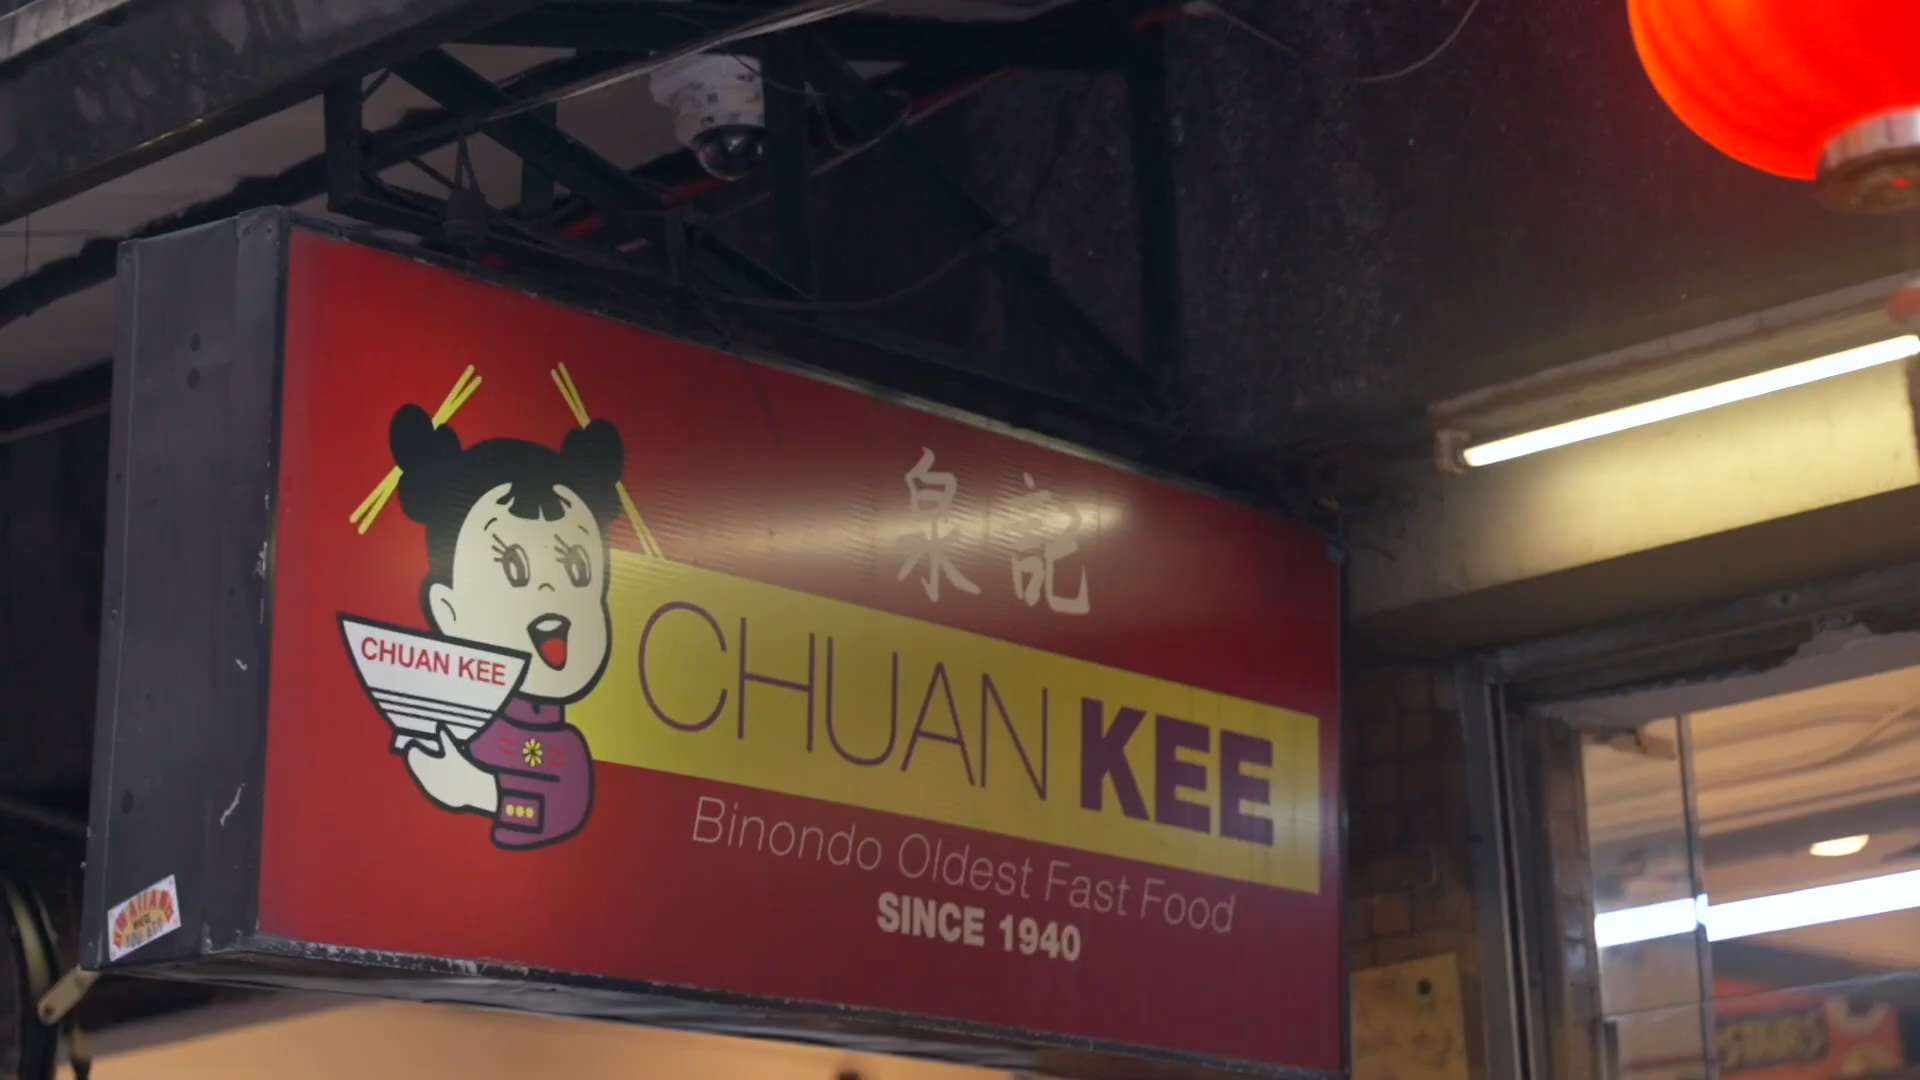 泉記
CHUAN KEE
CHUAN KEE
Binondo Oldest Fast Food
SINCE 1940